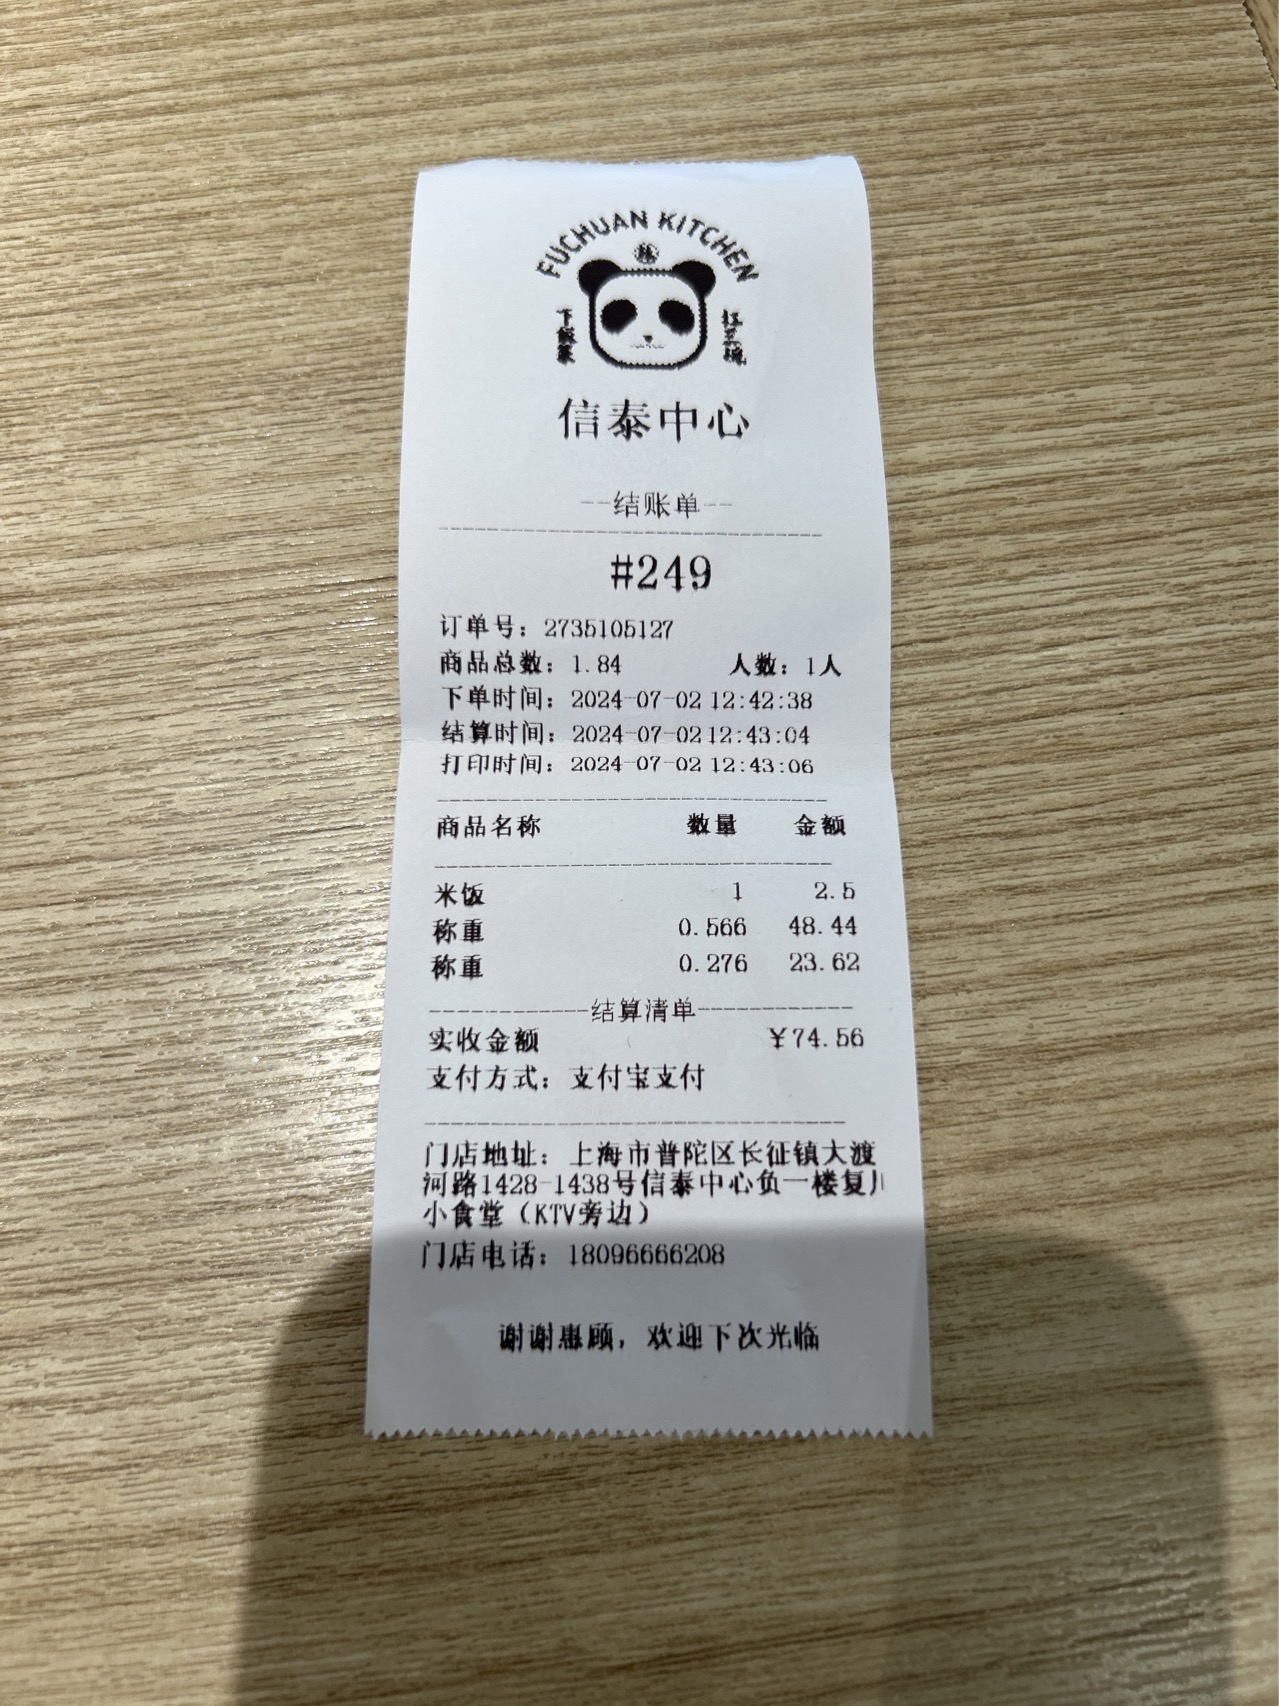 FUCHUAN KITCHEN
下饭菜
信泰中心
--结账单--
#249
订单号：2735105127
商品总数：1.84 人数：1人
下单时间：2024-07-02 12:42:38
结算时间：2024-07-02 12:43:04
打印时间：2024-07-02 12:43:06
商品名称 数量 金额
米饭 1 2.5
称重 0.566 48.44
称重 0.276 23.62
结算清单
实收金额 ￥74.56
支付方式：支付宝支付
门店地址：上海市普陀区长征镇大渡
河路1428-1438号信泰中心负一楼复川
小食堂（KTV旁边）
门店电话：18096666208
谢谢惠顾，欢迎下次光临